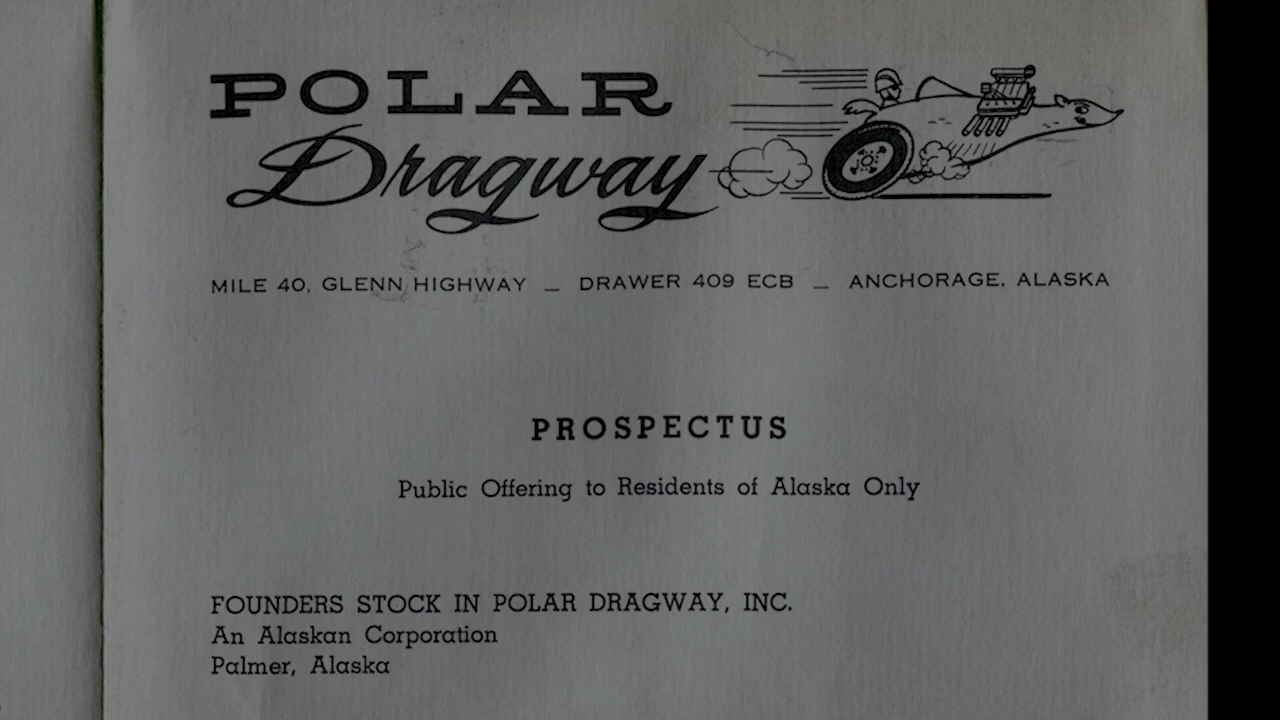 POLAR
Dragway
MILE 40, GLENN HIGHWAY _ DRAWER 409 ECB _ ANCHORAGE, ALASKA
PROSPECTUS
Public Offering to Residents of Alaska Only
FOUNDERS STOCK IN POLAR DRAGWAY, INC.
An Alaskan Corporation
Palmer, Alaska